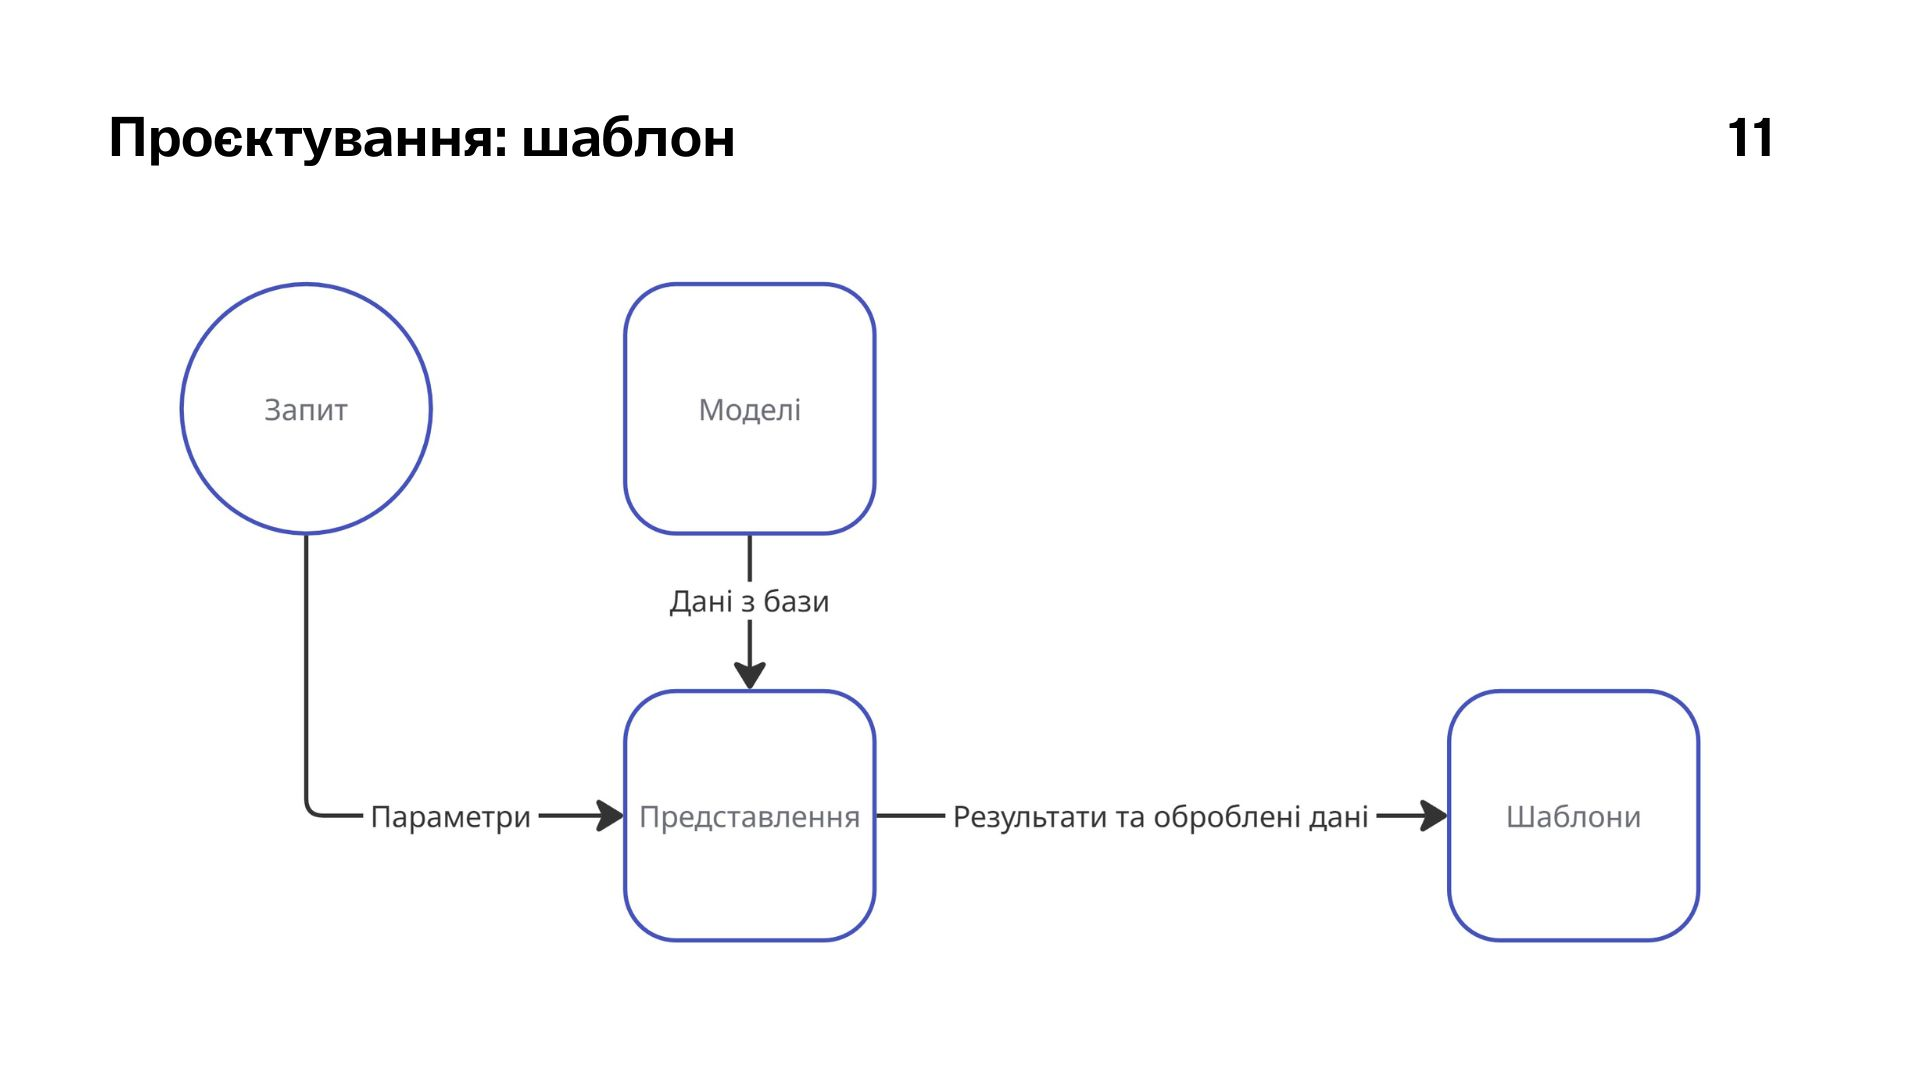 Проєктування: шаблон
11
Запит
Моделі
Дані з бази
Параметри
Представлення
Результати та оброблені дані
Шаблони